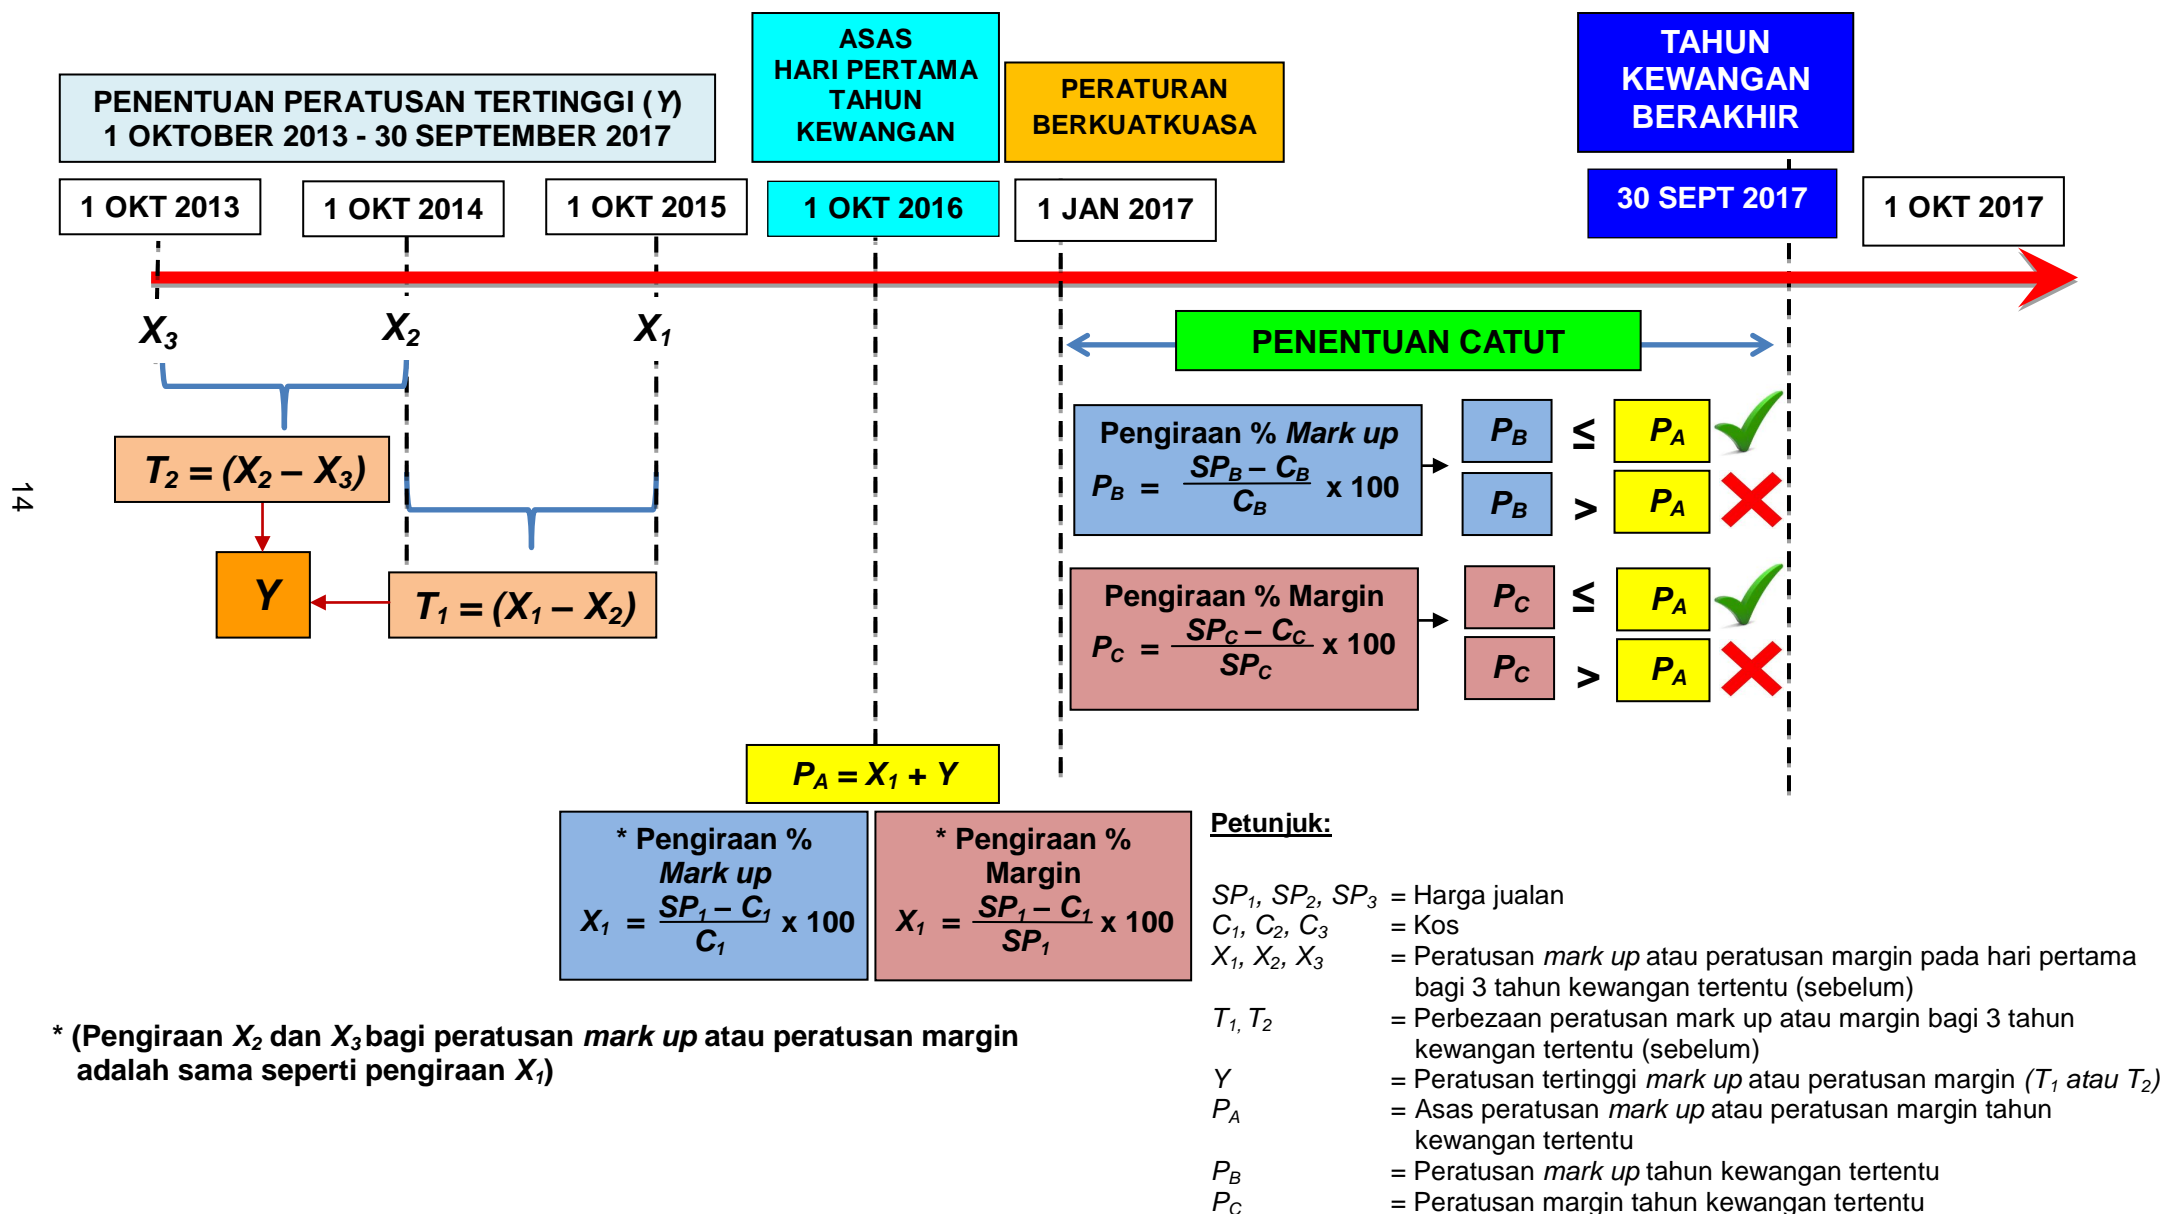 PENENTUAN PERATUSAN TERTINGGI (Y)
1 OKTOBER 2013 - 30 SEPTEMBER 2017
ASAS
HARI PERTAMA
TAHUN
KEWANGAN
PERATURAN
BERKUATKUASA
TAHUN
KEWANGAN
BERAKHIR
1 OKT 2013
1 OKT 2014
1 OKT 2015
1 OKT 2016
1 JAN 2017
30 SEPT 2017
1 OKT 2017
X3
X2
X1
PENENTUAN CATUT
T2 = (X2 – X3)
Y
T1 = (X1 – X2)
Pengiraan % Mark up
PB = SPB – CB x 100
CB
PB ≤ PA
PB > PA
Pengiraan % Margin
PC = SPC – CC x 100
SPC
PC ≤ PA
PC > PA
14
PA = X1 + Y
* Pengiraan %
Mark up
X1 = SP1 – C1 x 100
C1
* Pengiraan %
Margin
X1 = SP1 – C1 x 100
SP1
* (Pengiraan X2 dan X3 bagi peratusan mark up atau peratusan margin
adalah sama seperti pengiraan X1)
Petunjuk:
SP1, SP2, SP3 = Harga jualan
C1, C2, C3 = Kos
X1, X2, X3 = Peratusan mark up atau peratusan margin pada hari pertama
bagi 3 tahun kewangan tertentu (sebelum)
T1, T2 = Perbezaan peratusan mark up atau margin bagi 3 tahun
kewangan tertentu (sebelum)
Y = Peratusan tertinggi mark up atau peratusan margin (T1 atau T2)
PA = Asas peratusan mark up atau peratusan margin tahun
kewangan tertentu
PB = Peratusan mark up tahun kewangan tertentu
PC = Peratusan margin tahun kewangan tertentu